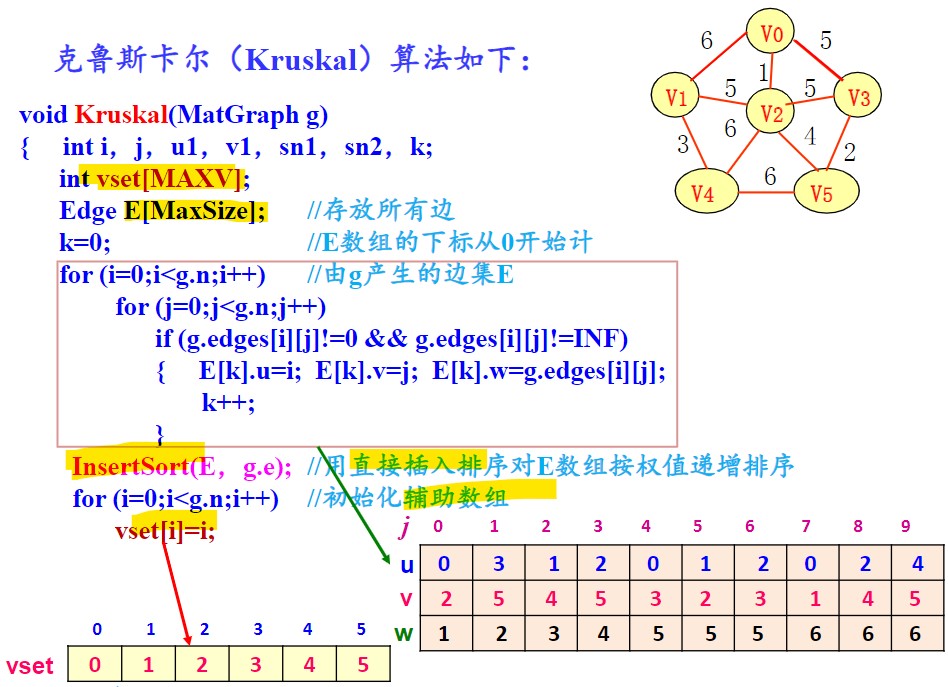 克鲁斯卡尔（Kruskal）算法如下：
void Kruskal(MatGraph g)
{ int i，j，u1，v1，sn1，sn2，k;
int vset[MAXV];
Edge E[MaxSize]; //存放所有边
k=0; //E数组的下标从0开始计
for (i=0;i<g.n;i++) //由g产生的边集E
for (j=0;j<g.n;j++)
if (g.edges[i][j]!=0 && g.edges[i][j]!=INF)
{ E[k].u=i; E[k].v=j; E[k].w=g.edges[i][j];
k++;
}
InsertSort(E，g.e); //用直接插入排序对E数组按权值递增排序
for (i=0;i<g.n;i++) //初始化辅助数组
vset[i]=i;
V0
6 5
1
V1 5 V2 5 V3
3 6 4 2
V4 6 V5
j 0 1 2 3 4 5 6 7 8 9
u 0 3 1 2 0 1 2 0 2 4
v 2 5 4 5 3 2 3 1 4 5
w 1 2 3 4 5 5 5 6 6 6
0 1 2 3 4 5
vset 0 1 2 3 4 5